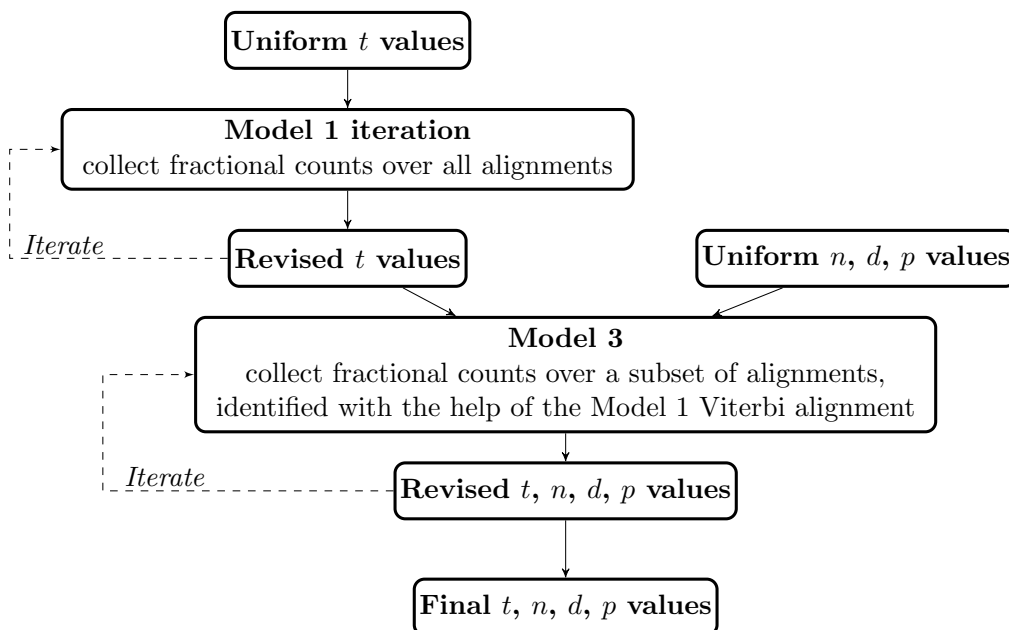 Uniform t values
Model 1 iteration
collect fractional counts over all alignments
Iterate
Revised t values
Uniform n, d, p values
Model 3
collect fractional counts over a subset of alignments,
identified with the help of the Model 1 Viterbi alignment
Iterate
Revised t, n, d, p values
Final t, n, d, p values